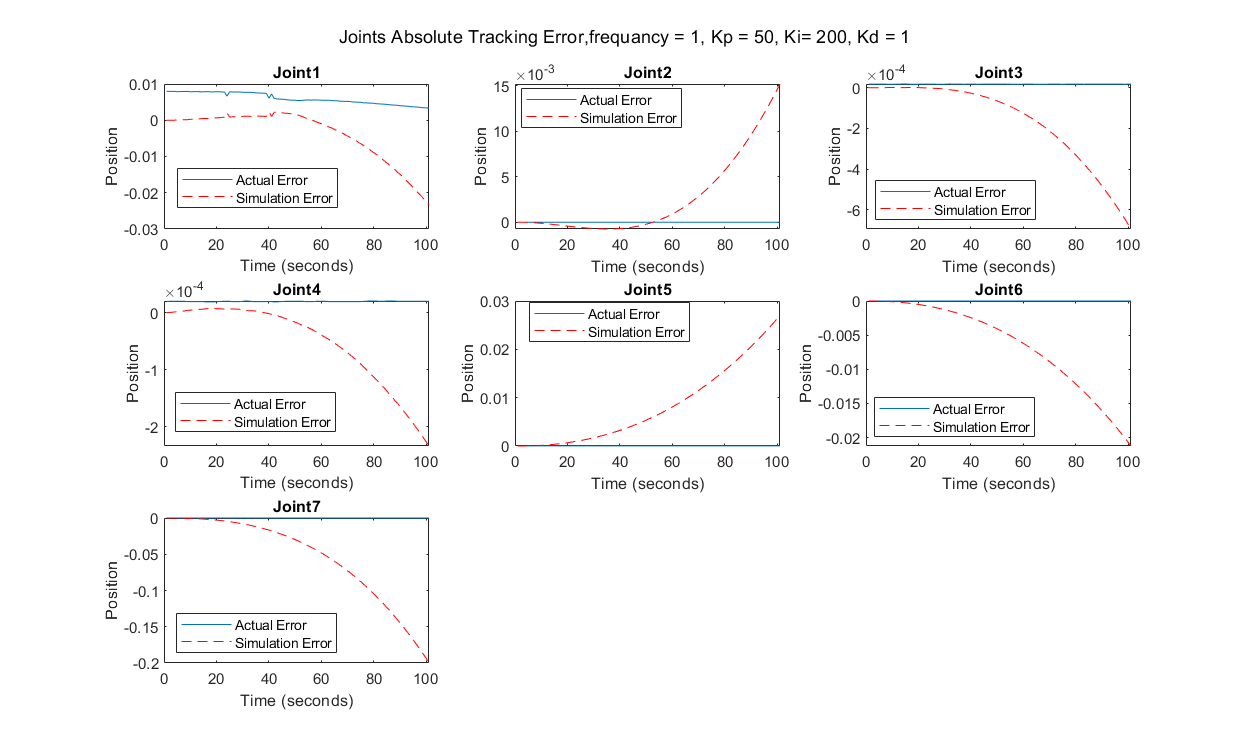 Joints Absolute Tracking Error,frequancy = 1, Kp = 50, Ki= 200, Kd = 1
Joint1
0.01
0
-0.01
-0.02
-0.03
Position
Actual Error
Simulation Error
0 20 40 60 80 100
Time (seconds)
Joint2
×10-3
15
10
5
0
Position
Actual Error
Simulation Error
0 20 40 60 80 100
Time (seconds)
Joint3
×10-4
0
-2
-4
-6
Position
Actual Error
Simulation Error
0 20 40 60 80 100
Time (seconds)
Joint4
×10-4
0
-1
-2
Position
Actual Error
Simulation Error
0 20 40 60 80 100
Time (seconds)
Joint5
0.03
0.02
0.01
0
Position
Actual Error
Simulation Error
0 20 40 60 80 100
Time (seconds)
Joint6
0
-0.005
-0.01
-0.015
-0.02
Position
Actual Error
Simulation Error
0 20 40 60 80 100
Time (seconds)
Joint7
0
-0.05
-0.1
-0.15
-0.2
Position
Actual Error
Simulation Error
0 20 40 60 80 100
Time (seconds)